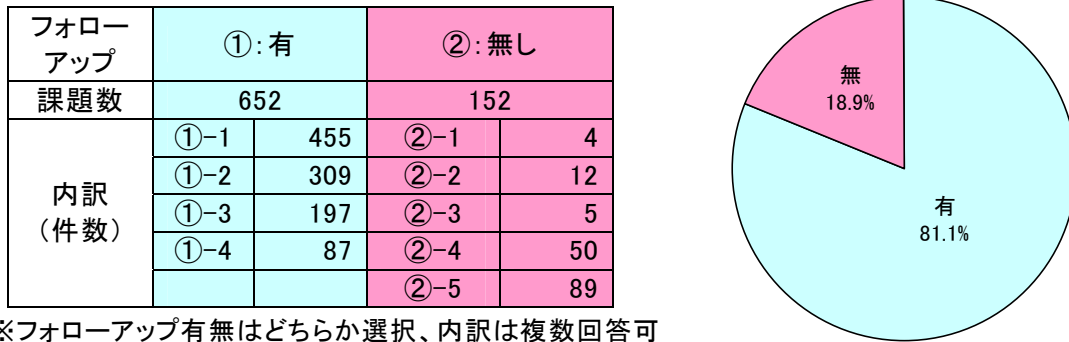 フォロー
アップ
①：有
②：無し
課題数
652
152
内訳
（件数）
①-1
455
②-1
4
①-2
309
②-2
12
①-3
197
②-3
5
①-4
87
②-4
50
②-5
89
※フォローアップ有無はどちらか選択、内訳は複数回答可
無
18.9%
有
81.1%